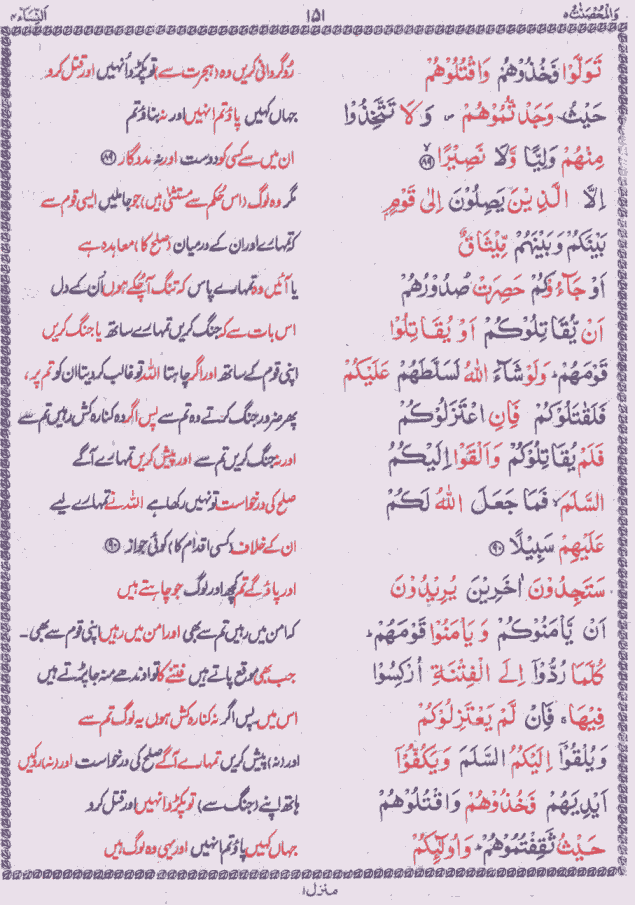 وَالْمُحْصَنٰتُ ٥ ١٥١ اَلنِّسَآء ٤
تَوَلَّوْا فَخُذُوْهُمْ وَاقْتُلُوْهُمْ رُوگردانی کریں وہ (ہجرت سے) تو پکڑو اُنہیں اور قتل کرو
حَيْثُ وَجَدْتُّمُوْهُمْ ۪ وَلَا تَتَّخِذُوْا جہاں کہیں پاؤ تم انہیں اور نہ بناؤ تم
مِنْهُمْ وَلِيًّا وَّلَا نَصِيْرًا ﴿٨٩﴾ ان میں سے کسی کو دوست اور نہ مددگار ﴿٨٩﴾
اِلَّا الَّذِيْنَ يَصِلُوْنَ اِلٰى قَوْمٍۭ مگر وہ لوگ (اس حکم سے مستثنیٰ ہیں) جو جا ملیں ایسی قوم سے
بَيْنَكُمْ وَبَيْنَهُمْ مِّيْثَاقٌ کہ تمہارے اور ان کے درمیان (صلح کا) معاہدہ ہے
اَوْ جَآءُوْكُمْ حَصِرَتْ صُدُوْرُهُمْ یا آئیں وہ تمہارے پاس کہ تنگ آ چکے ہوں اُن کے دل
اَنْ يُّقَاتِلُوْكُمْ اَوْ يُقَاتِلُوْا اس بات سے کہ جنگ کریں تمہارے ساتھ یا جنگ کریں
قَوْمَهُمْ ؕ وَلَوْ شَآءَ اللّٰهُ لَسَلَّطَهُمْ عَلَيْكُمْ اپنی قوم کے ساتھ اور اگر چاہتا اللہ تو غالب کر دیتا ان کو تم پر،
فَلَقٰتَلُوْكُمْ ۚ فَاِنِ اعْتَزَلُوْكُمْ پھر ضرور جنگ کرتے وہ تم سے پس اگر وہ کنارہ کش رہیں تم سے
فَلَمْ يُقَاتِلُوْكُمْ وَاَلْقَوْا اِلَيْكُمُ اور نہ جنگ کریں تم سے اور پیش کریں تمہارے آگے
السَّلَمَ ۙ فَمَا جَعَلَ اللّٰهُ لَكُمْ صلح کی درخواست تو نہیں رکھا ہے اللہ نے تمہارے لیے
عَلَيْهِمْ سَبِيْلًا ﴿٩٠﴾ ان کے خلاف (کسی اقدام کا) کوئی جواز ﴿٩٠﴾
سَتَجِدُوْنَ اٰخَرِيْنَ يُرِيْدُوْنَ اور پاؤ گے تم کچھ اور لوگ جو چاہتے ہیں
اَنْ يَّاْمَنُوْكُمْ وَيَاْمَنُوْا قَوْمَهُمْ ؕ کہ امن میں رہیں تم سے بھی اور امن میں رہیں اپنی قوم سے بھی۔
كُلَّمَا رُدُّوْۤا اِلَى الْفِتْنَةِ اُرْكِسُوْا جب بھی موقع پاتے ہیں فتنے کا تو اوندھے منہ جا پڑتے ہیں
فِيْهَا ۚ فَاِنْ لَّمْ يَعْتَزِلُوْكُمْ اس میں، پس اگر نہ کنارہ کش ہوں یہ لوگ تم سے
وَيُلْقُوْۤا اِلَيْكُمُ السَّلَمَ وَيَكُفُّوْۤا اور (نہ) پیش کریں تمہارے آگے صلح کی درخواست اور (نہ) روکیں
اَيْدِيَهُمْ فَخُذُوْهُمْ وَاقْتُلُوْهُمْ ہاتھ اپنے (جنگ سے) تو پکڑو انہیں اور قتل کرو
حَيْثُ ثَقِفْتُمُوْهُمْ ؕ وَاُولٰٓئِكُمْ جہاں کہیں پاؤ تم انہیں اور یہی وہ لوگ ہیں
منزل ١